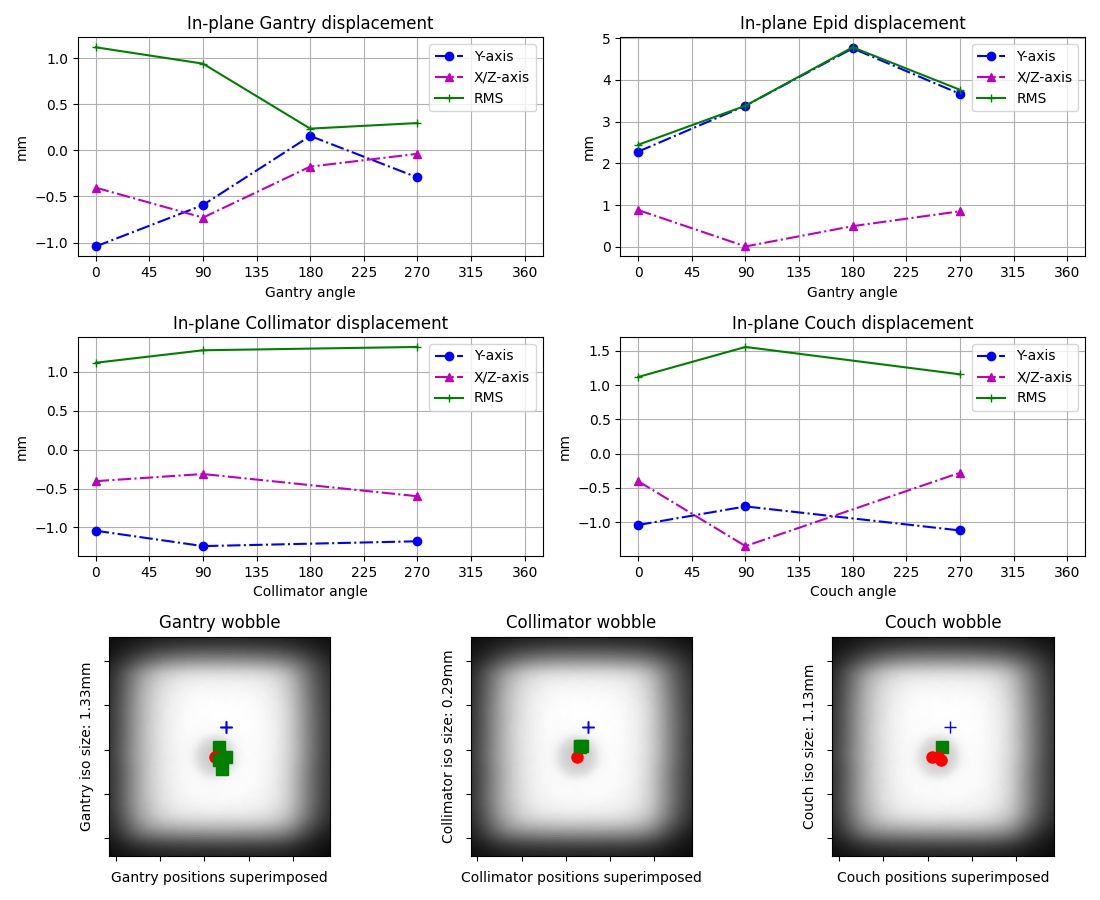 In-plane Gantry displacement
mm
1.0
0.5
0.0
−0.5
−1.0
Y-axis
X/Z-axis
RMS
0 45 90 135 180 225 270 315 360
Gantry angle
In-plane Epid displacement
mm
5
4
3
2
1
0
Y-axis
X/Z-axis
RMS
0 45 90 135 180 225 270 315 360
Gantry angle
In-plane Collimator displacement
mm
1.0
0.5
0.0
−0.5
−1.0
Y-axis
X/Z-axis
RMS
0 45 90 135 180 225 270 315 360
Collimator angle
In-plane Couch displacement
mm
1.5
1.0
0.5
0.0
−0.5
−1.0
Y-axis
X/Z-axis
RMS
0 45 90 135 180 225 270 315 360
Couch angle
Gantry wobble
Gantry iso size: 1.33mm
Gantry positions superimposed
Collimator wobble
Collimator iso size: 0.29mm
Collimator positions superimposed
Couch wobble
Couch iso size: 1.13mm
Couch positions superimposed